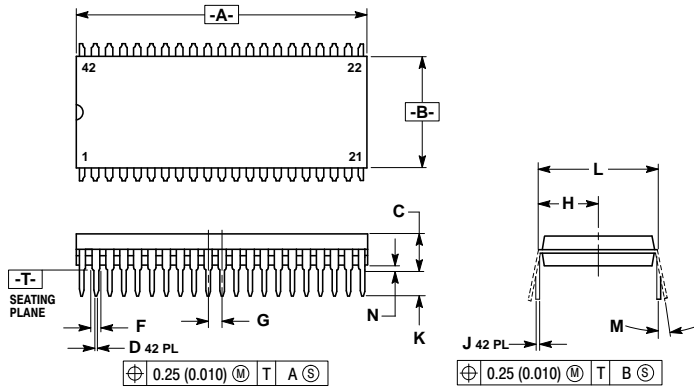 -A-
42 22
-B-
1 21
L
H
C
-T-
SEATING
PLANE
N
M
F
G
K
D 42 PL
J 42 PL
⌖ 0.25 (0.010) Ⓜ T A Ⓢ
⌖ 0.25 (0.010) Ⓜ T B Ⓢ